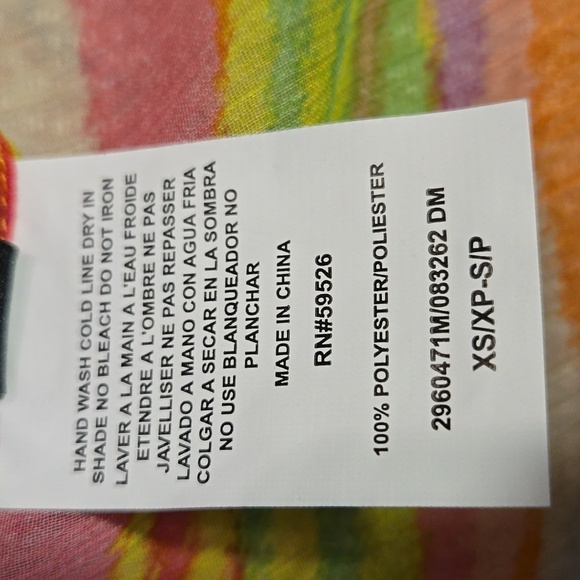 HAND WASH COLD LINE DRY IN
SHADE NO BLEACH DO NOT IRON
LAVER A LA MAIN A L'EAU FROIDE
ETENDRE A L'OMBRE NE PAS
JAVELLISER NE PAS REPASSER
LAVADO A MANO CON AGUA FRIA
COLGAR A SECAR EN LA SOMBRA
NO USE BLANQUEADOR NO
PLANCHAR
MADE IN CHINA
RN#59526
100% POLYESTER/POLIESTER
2960471M/083262 DM
XS/XP-S/P